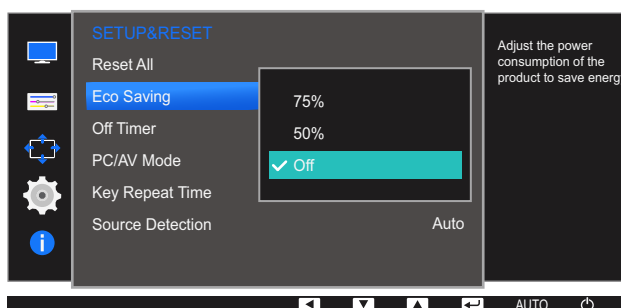 SETUP&RESET
Reset All
Eco Saving
Off Timer
PC/AV Mode
Key Repeat Time
Source Detection
Auto
75%
50%
Off
Adjust the power
consumption of the
product to save energ
AUTO